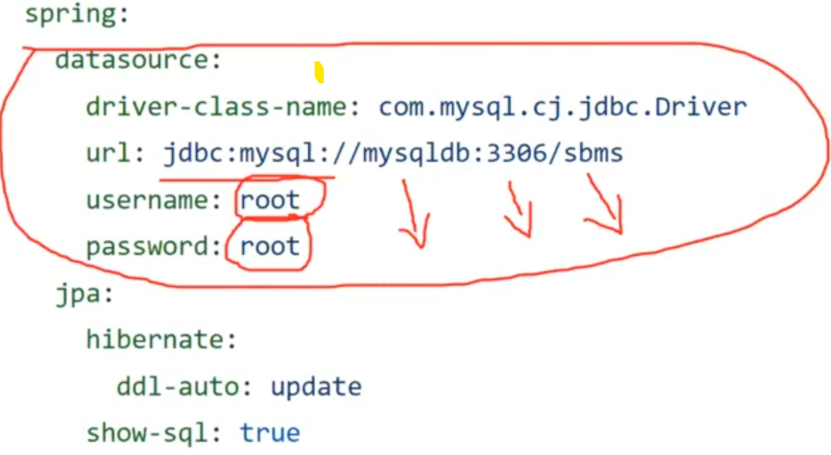 spring:
  datasource:
    driver-class-name: com.mysql.cj.jdbc.Driver
    url: jdbc:mysql://mysqldb:3306/sbms
    username: root
    password: root
  jpa:
    hibernate:
      ddl-auto: update
    show-sql: true